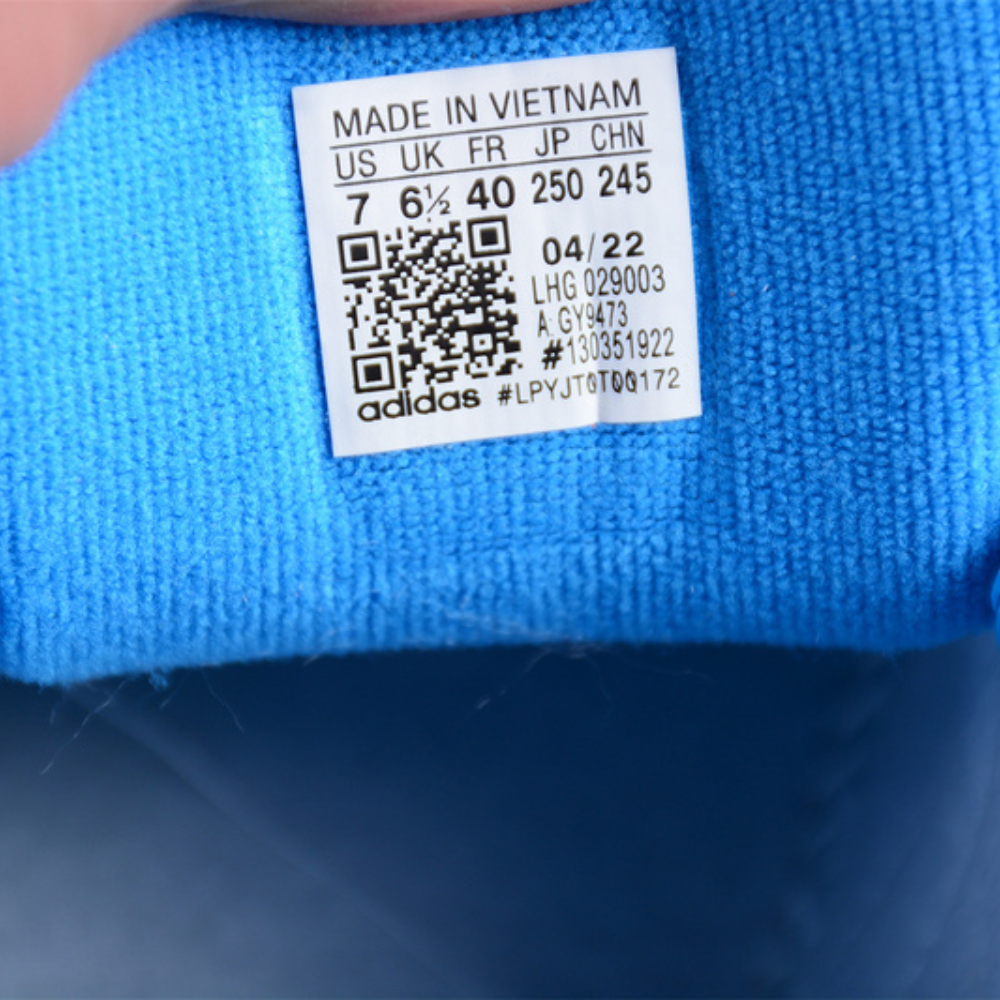 MADE IN VIETNAM
US UK FR JP CHN
7 6½ 40 250 245
04/22
LHG 029003
A: GY9473
#130351922
adidas #LPYJT0T00172